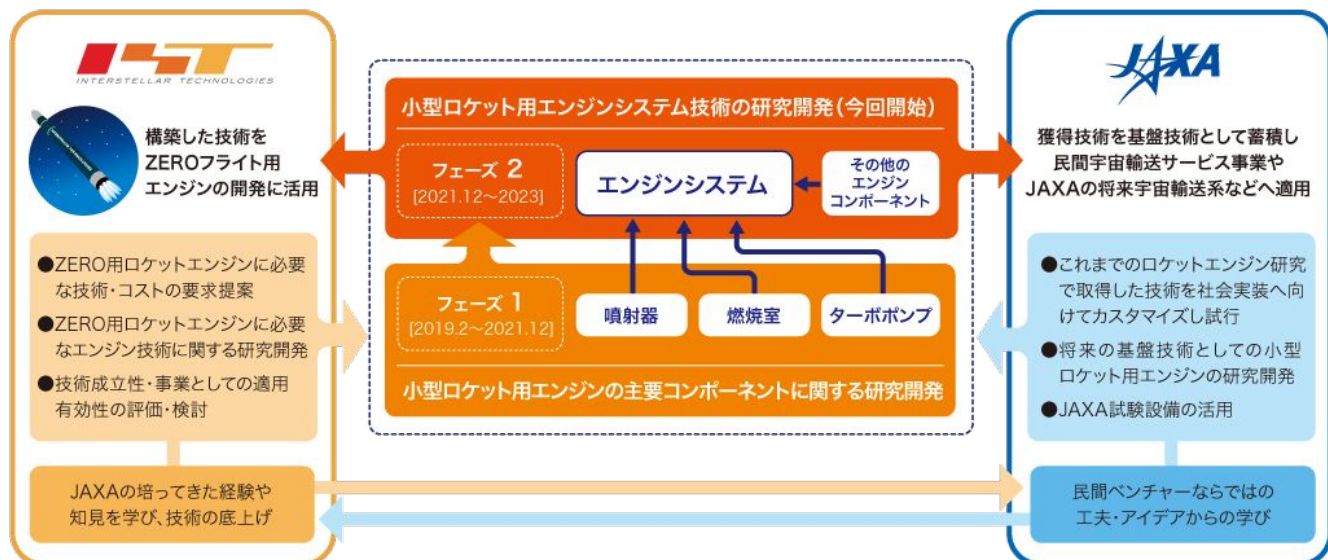 IST
INTERSTELLAR TECHNOLOGIES
構築した技術を
ZEROフライト用
エンジンの開発に活用
●ZERO用ロケットエンジンに必要
な技術・コストの要求提案
●ZERO用ロケットエンジンに必要
なエンジン技術に関する研究開発
●技術成立性・事業としての適用
有効性の評価・検討
JAXAの培ってきた経験や
知見を学び、技術の底上げ
小型ロケット用エンジンシステム技術の研究開発(今回開始)
フェーズ 2
[2021.12〜2023]
エンジンシステム
その他の
エンジン
コンポーネント
フェーズ 1
[2019.2〜2021.12]
噴射器
燃焼室
ターボポンプ
小型ロケット用エンジンの主要コンポーネントに関する研究開発
JAXA
獲得技術を基盤技術として蓄積し
民間宇宙輸送サービス事業や
JAXAの将来宇宙輸送系などへ適用
●これまでのロケットエンジン研究
で取得した技術を社会実装へ向
けてカスタマイズし試行
●将来の基盤技術としての小型
ロケット用エンジンの研究開発
●JAXA試験設備の活用
民間ベンチャーならではの
工夫・アイデアからの学び